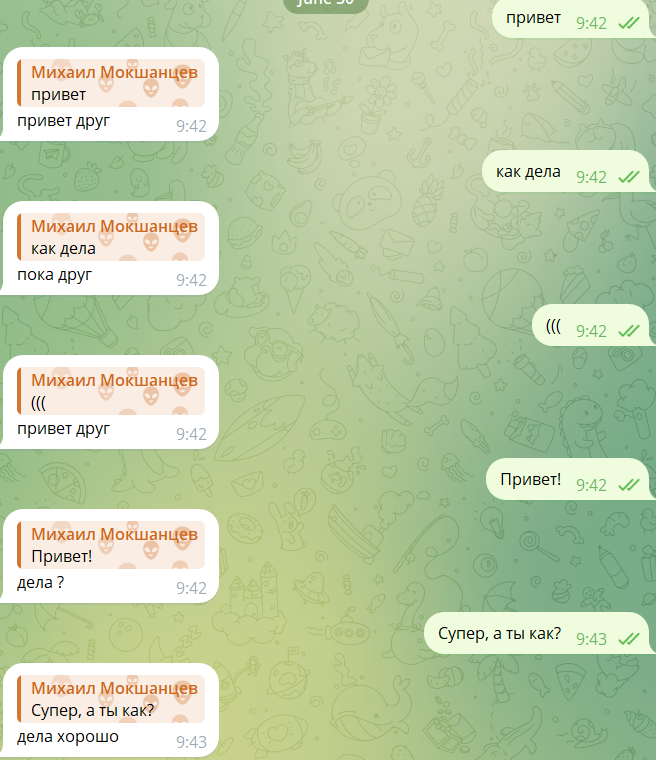 June 30
привет 9:42
Михаил Мокшанцев
привет
привет друг 9:42
как дела 9:42
Михаил Мокшанцев
как дела
пока друг 9:42
((( 9:42
Михаил Мокшанцев
(((
привет друг 9:42
Привет! 9:42
Михаил Мокшанцев
Привет!
дела ? 9:42
Супер, а ты как? 9:43
Михаил Мокшанцев
Супер, а ты как?
дела хорошо 9:43